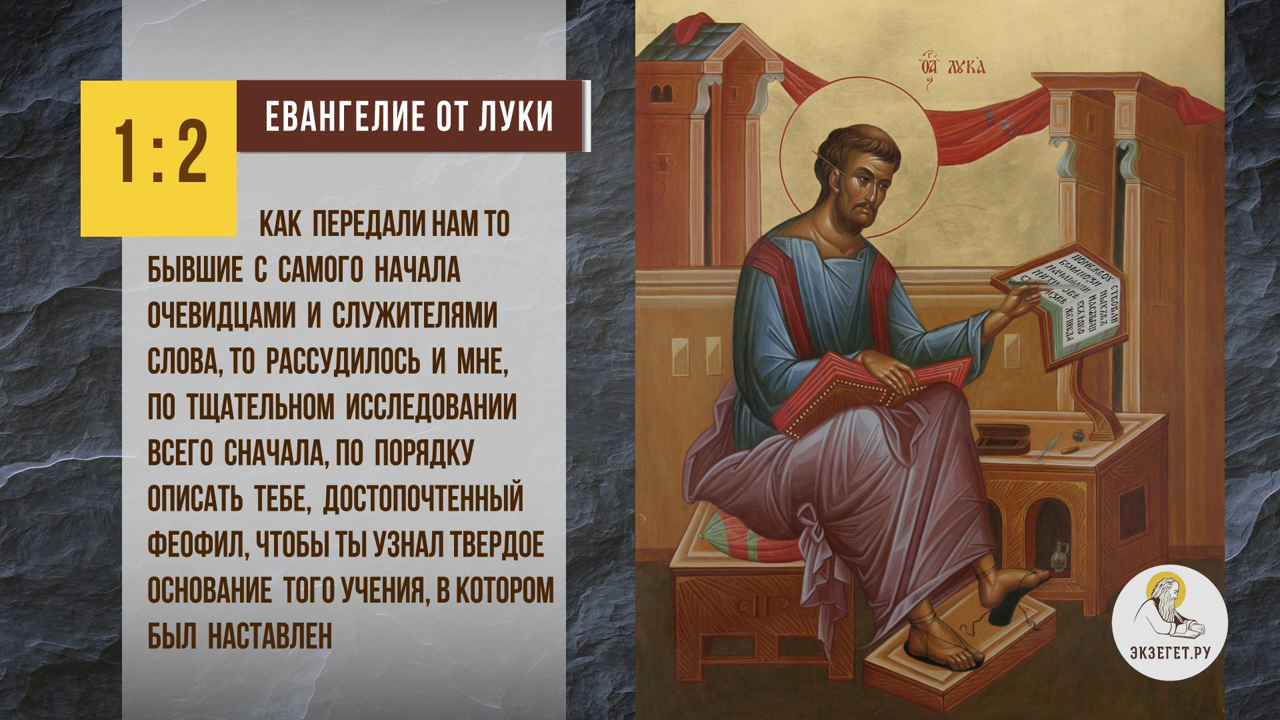 1:2
ЕВАНГЕЛИЕ ОТ ЛУКИ
КАК ПЕРЕДАЛИ НАМ ТО
БЫВШИЕ С САМОГО НАЧАЛА
ОЧЕВИДЦАМИ И СЛУЖИТЕЛЯМИ
СЛОВА, ТО РАССУДИЛОСЬ И МНЕ,
ПО ТЩАТЕЛЬНОМ ИССЛЕДОВАНИИ
ВСЕГО СНАЧАЛА, ПО ПОРЯДКУ
ОПИСАТЬ ТЕБЕ, ДОСТОПОЧТЕННЫЙ
ФЕОФИЛ, ЧТОБЫ ТЫ УЗНАЛ ТВЕРДОЕ
ОСНОВАНИЕ ТОГО УЧЕНИЯ, В КОТОРОМ
БЫЛ НАСТАВЛЕН
ЛУКА
ЭКЗЕГЕТ.РУ